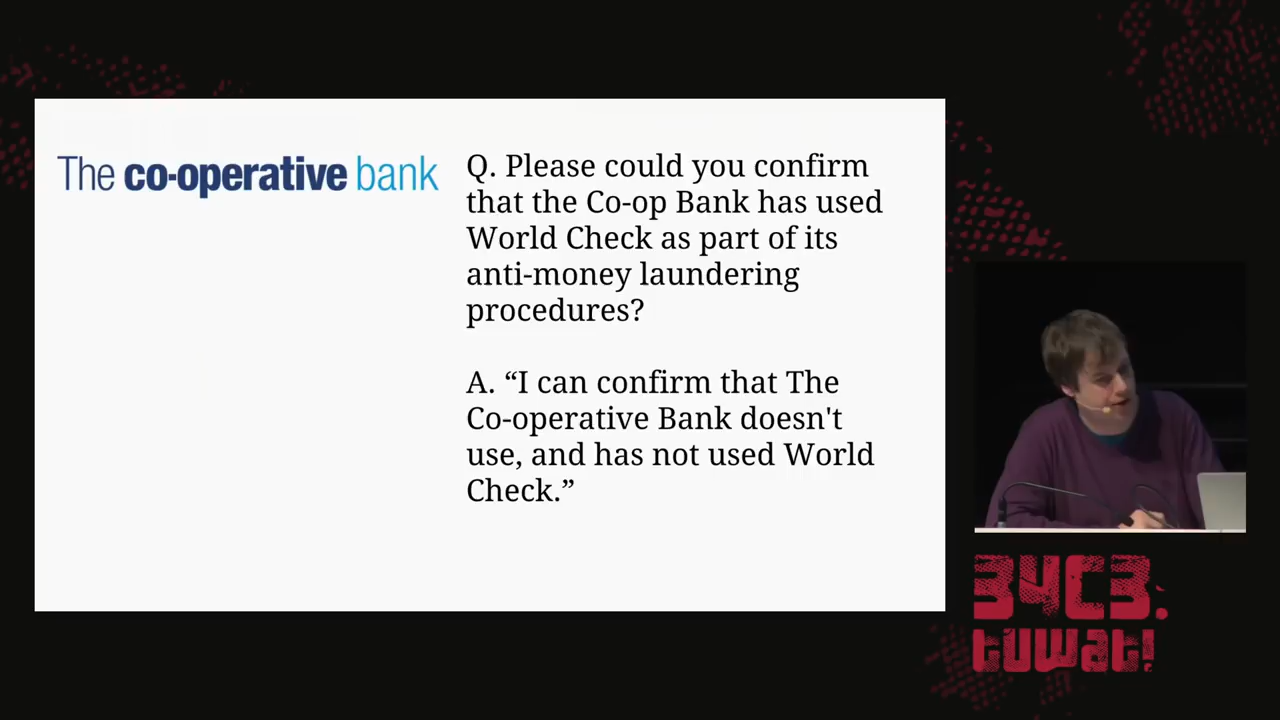 The co-operative bank
Q. Please could you confirm
that the Co-op Bank has used
World Check as part of its
anti-money laundering
procedures?
A. “I can confirm that The
Co-operative Bank doesn't
use, and has not used World
Check.”
34C3.
tuwat!